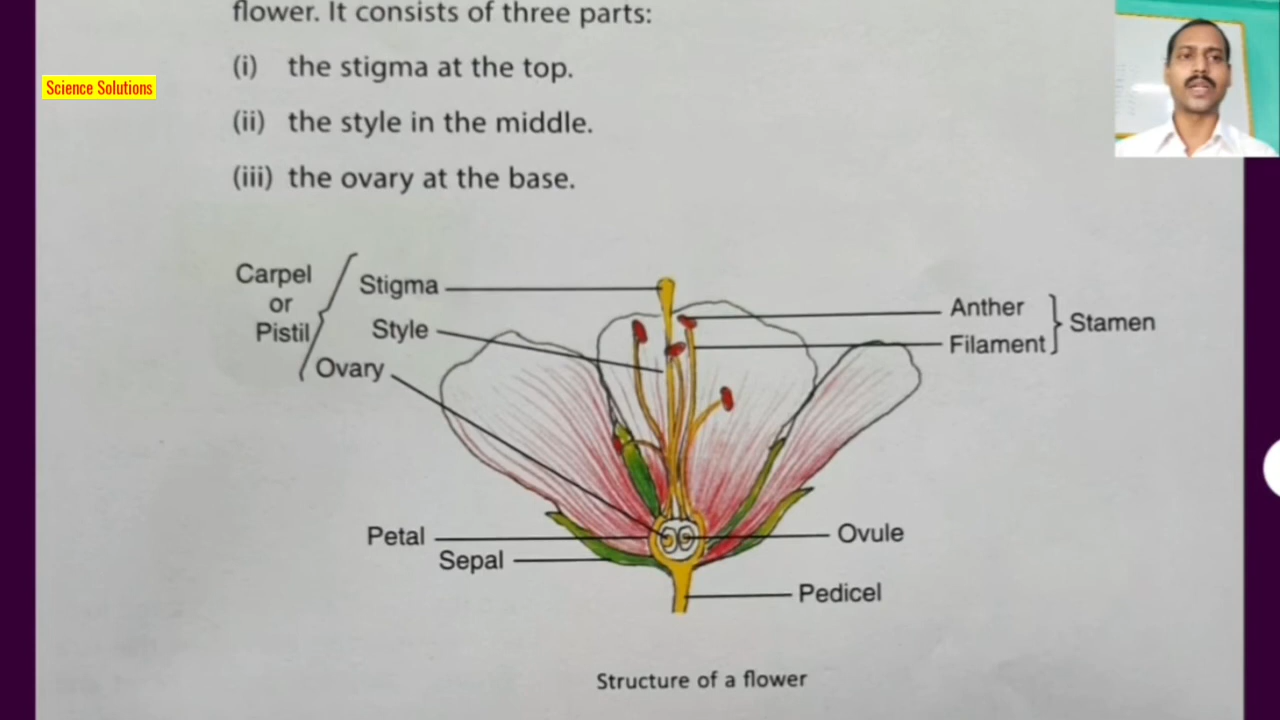 flower. It consists of three parts:
Science Solutions
(i) the stigma at the top.
(ii) the style in the middle.
(iii) the ovary at the base.
Carpel
or
Pistil
Stigma
Style
Ovary
Anther
Filament
Stamen
Petal
Sepal
Ovule
Pedicel
Structure of a flower